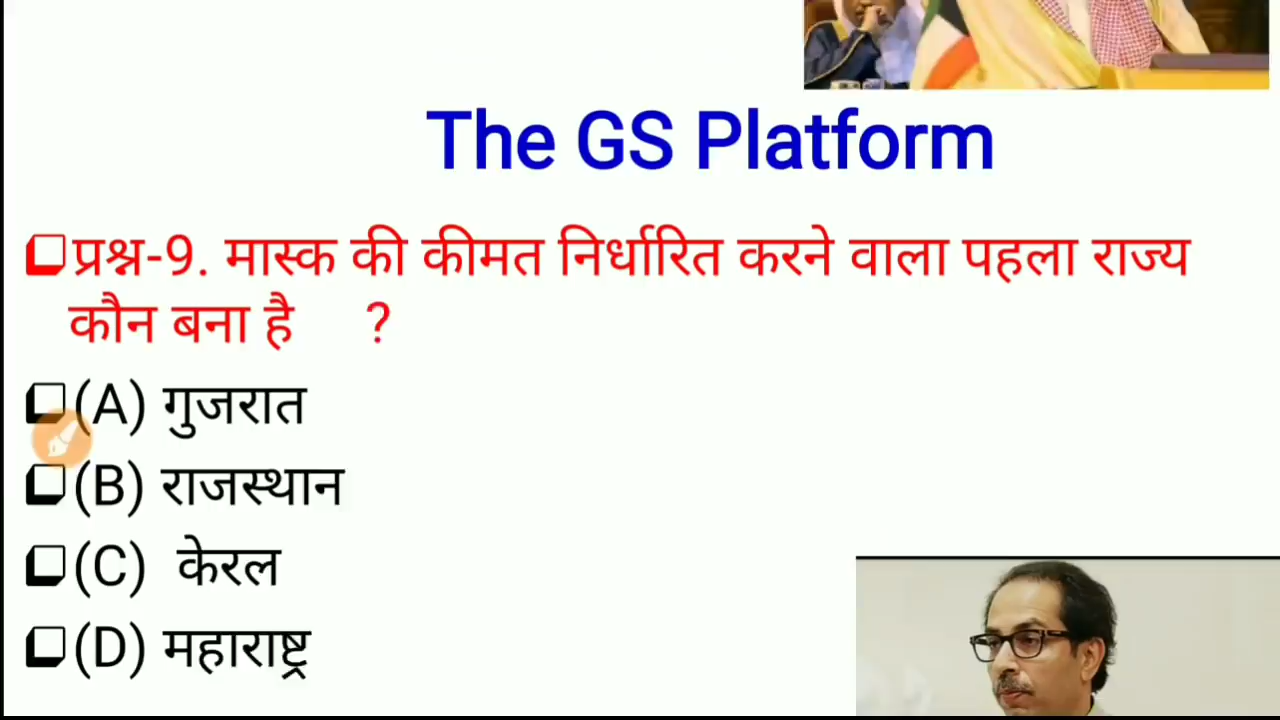 The GS Platform
प्रश्न-9. मास्क की कीमत निर्धारित करने वाला पहला राज्य
कौन बना है ?
(A) गुजरात
(B) राजस्थान
(C) केरल
(D) महाराष्ट्र